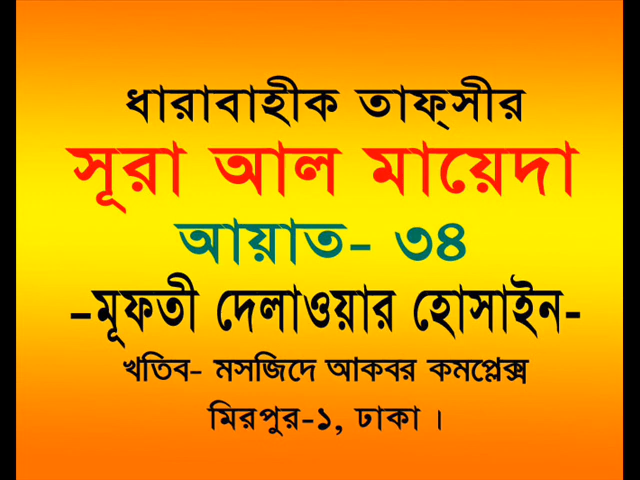 ধারাবাহীক তাফ্সীর
সূরা আল মায়েদা
আয়াত- ৩৪
-মূফতী দেলাওয়ার হোসাইন-
খতিব- মসজিদে আকবর কমপ্লেক্স
মিরপুর-১, ঢাকা ।